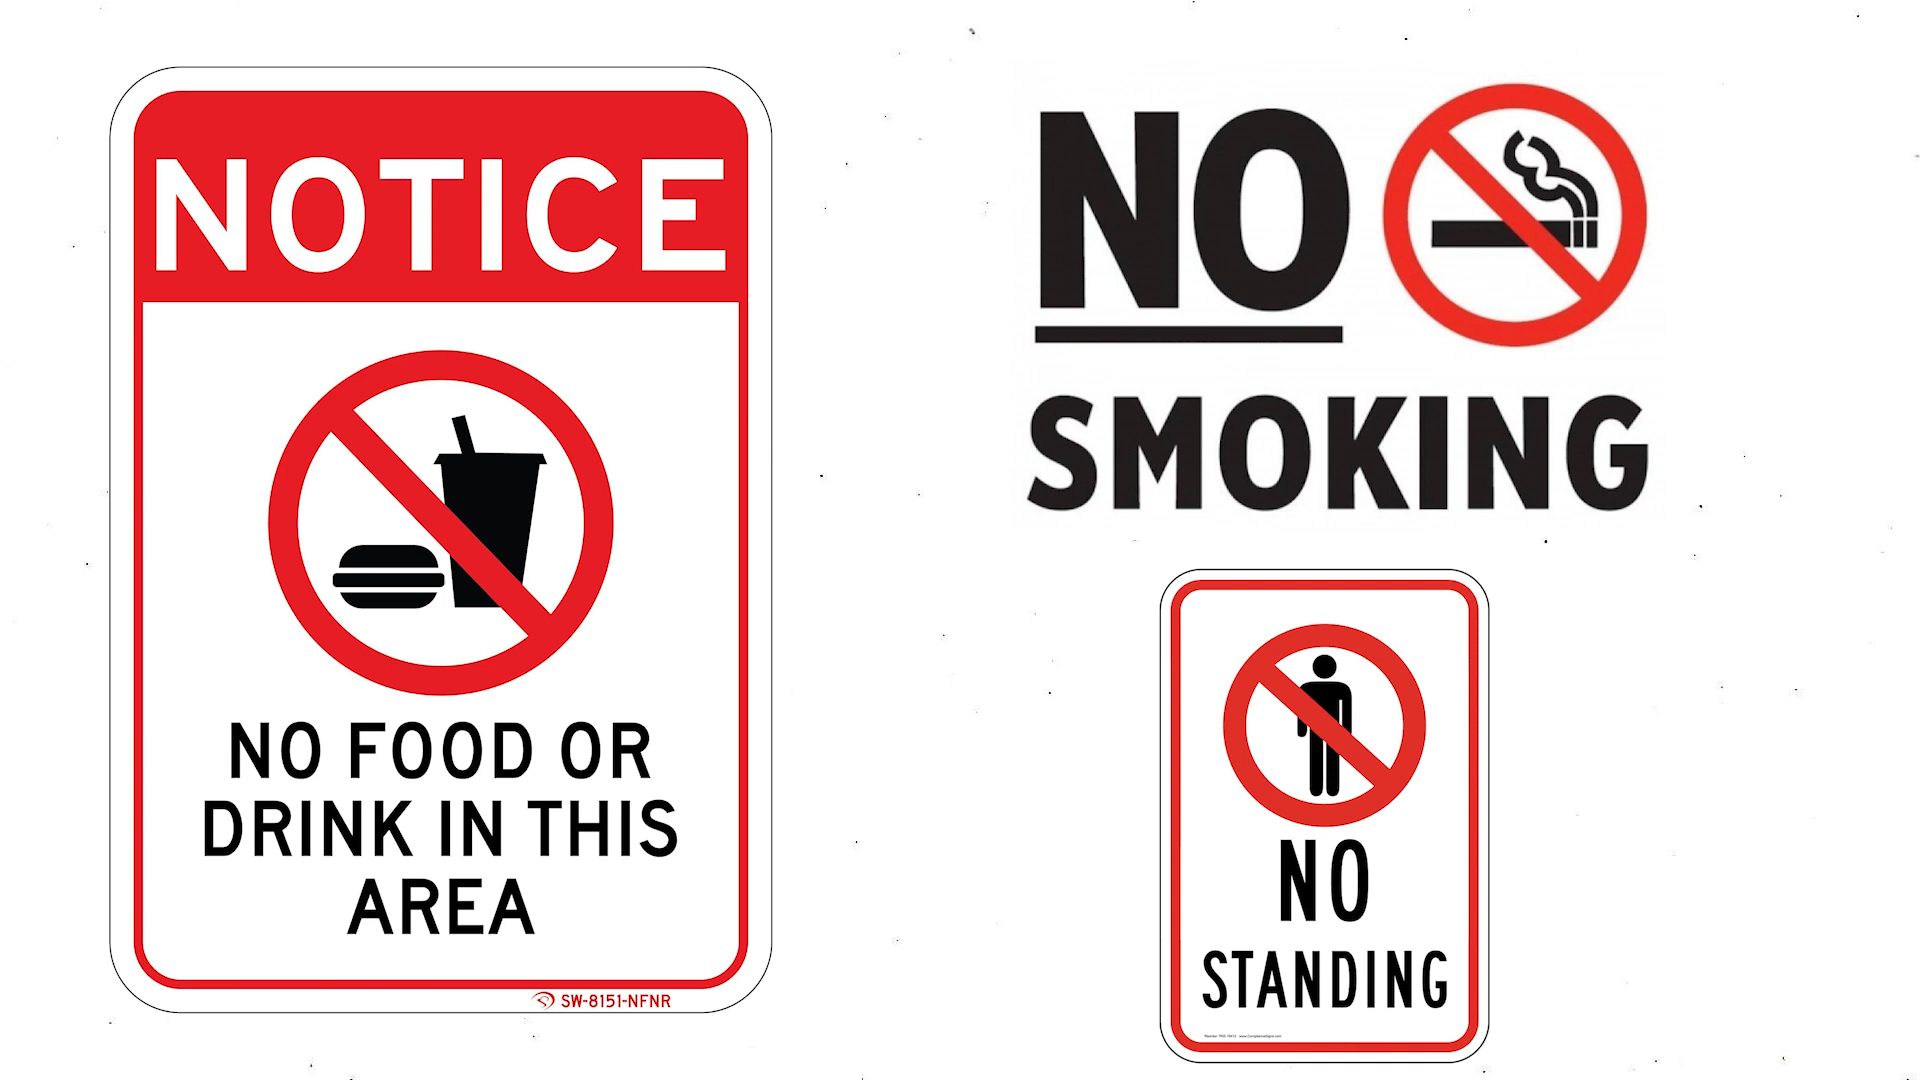 NOTICE
NO FOOD OR
DRINK IN THIS
AREA
SW-8151-NFNR
NO
SMOKING
NO
STANDING